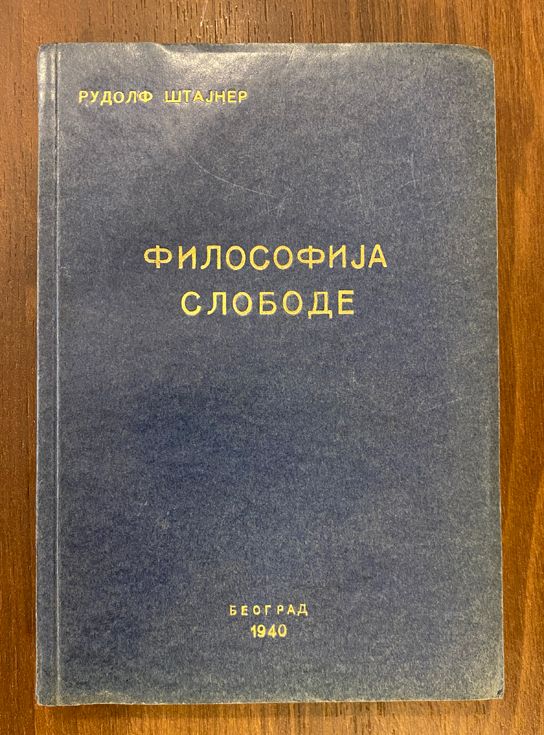 РУДОЛФ ШТАЈНЕР
ФИЛОСОФИЈА
СЛОБОДЕ
БЕОГРАД
1940